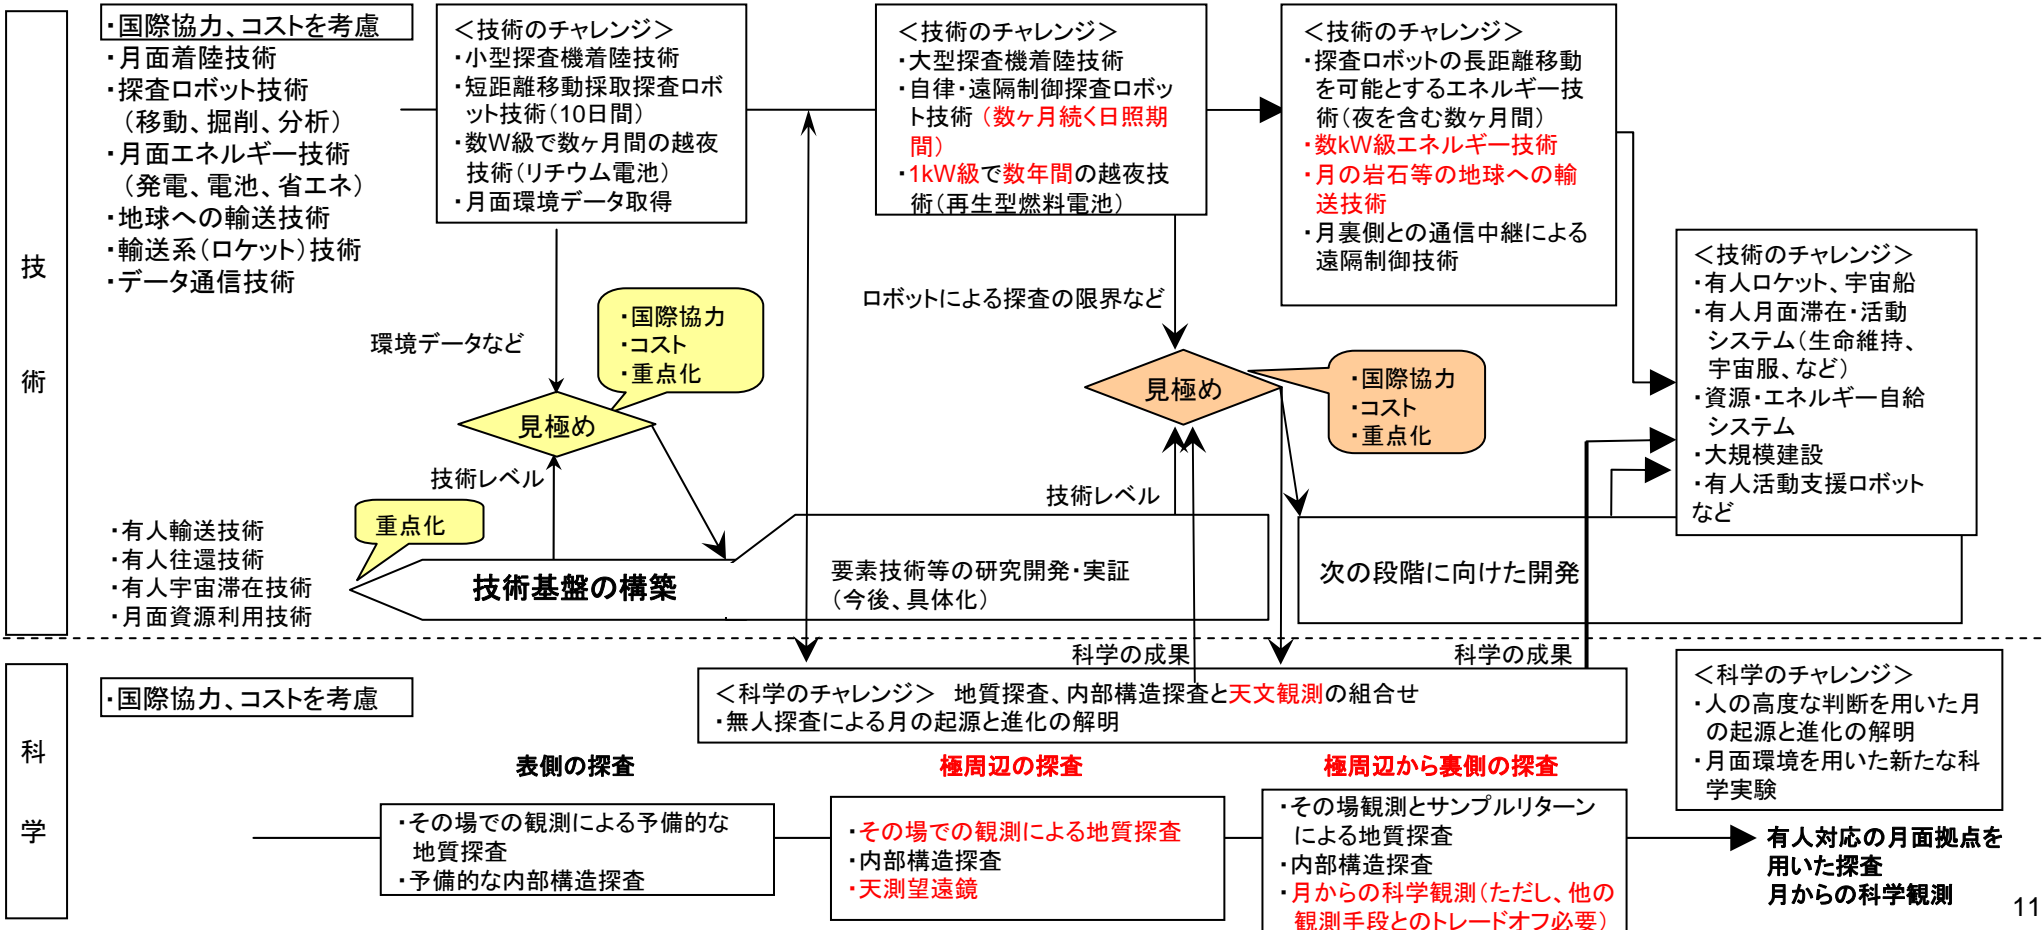 技
術
・国際協力、コストを考慮
・月面着陸技術
・探査ロボット技術
（移動、掘削、分析）
・月面エネルギー技術
（発電、電池、省エネ）
・地球への輸送技術
・輸送系（ロケット）技術
・データ通信技術
＜技術のチャレンジ＞
・小型探査機着陸技術
・短距離移動採取探査ロボ
ット技術（10日間）
・数W級で数ヶ月間の越夜
技術（リチウム電池）
・月面環境データ取得
＜技術のチャレンジ＞
・大型探査機着陸技術
・自律・遠隔制御探査ロボッ
ト技術（数ヶ月続く日照期
間）
・1kW級で数年間の越夜技
術（再生型燃料電池）
＜技術のチャレンジ＞
・探査ロボットの長距離移動
を可能とするエネルギー技
術（夜を含む数ヶ月間）
・数kW級エネルギー技術
・月の岩石等の地球への輸
送技術
・月裏側との通信中継による
遠隔制御技術
＜技術のチャレンジ＞
・有人ロケット、宇宙船
・有人月面滞在・活動
システム（生命維持、
宇宙服、など）
・資源・エネルギー自給
システム
・大規模建設
・有人活動支援ロボット
など
環境データなど
・国際協力
・コスト
・重点化
見極め
技術レベル
ロボットによる探査の限界など
見極め
・国際協力
・コスト
・重点化
技術レベル
・有人輸送技術
・有人往還技術
・有人宇宙滞在技術
・月面資源利用技術
重点化
技術基盤の構築
要素技術等の研究開発・実証
（今後、具体化）
次の段階に向けた開発
科学の成果
科学の成果
科
学
・国際協力、コストを考慮
＜科学のチャレンジ＞　地質探査、内部構造探査と天文観測の組合せ
・無人探査による月の起源と進化の解明
＜科学のチャレンジ＞
・人の高度な判断を用いた月
の起源と進化の解明
・月面環境を用いた新たな科
学実験
表側の探査
極周辺の探査
極周辺から裏側の探査
・その場での観測による予備的な
地質探査
・予備的な内部構造探査
・その場での観測による地質探査
・内部構造探査
・天測望遠鏡
・その場観測とサンプルリターン
による地質探査
・内部構造探査
・月からの科学観測（ただし、他の
観測手段とのトレードオフ必要）
有人対応の月面拠点を
用いた探査
月からの科学観測
11